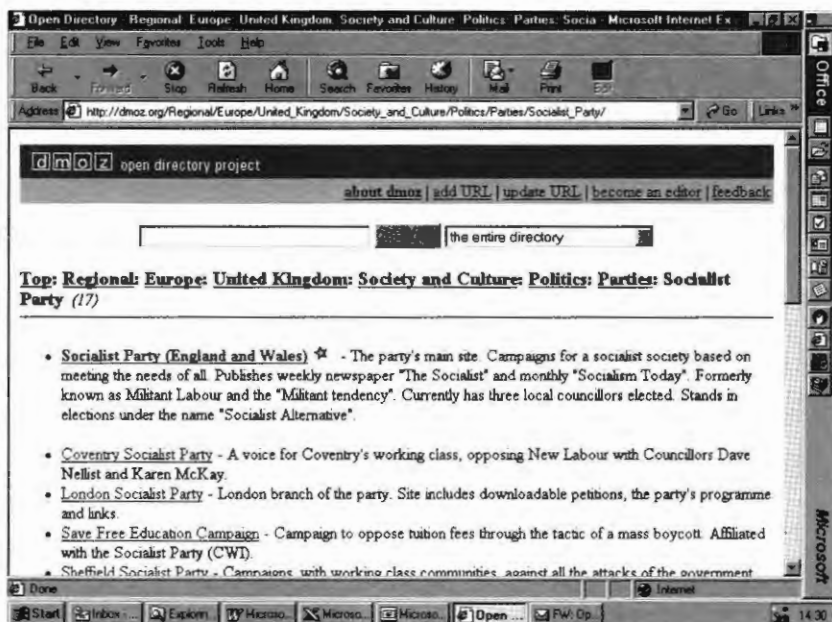 Open Directory - Regional: Europe: United Kingdom: Society and Culture: Politics: Parties: Socia - Microsoft Internet Ex
File Edit View Favorites Tools Help
Back Forward Stop Refresh Home Search Favorites History Mail Print Edit
Address http://dmoz.org/Regional/Europe/United_Kingdom/Society_and_Culture/Politics/Parties/Socialist_Party/ Go Links »
dmoz open directory project
about dmoz | add URL | update URL | become an editor | feedback
the entire directory
Top: Regional: Europe: United Kingdom: Society and Culture: Politics: Parties: Socialist
Party (17)
• Socialist Party (England and Wales) - The party's main site. Campaigns for a socialist society based on
meeting the needs of all. Publishes weekly newspaper "The Socialist" and monthly "Socialism Today". Formerly
known as Militant Labour and the "Militant tendency". Currently has three local councillors elected. Stands in
elections under the name "Socialist Alternative".
• Coventry Socialist Party - A voice for Coventry's working class, opposing New Labour with Councillors Dave
Nellist and Karen McKay.
• London Socialist Party - London branch of the party. Site includes downloadable petitions, the party's programme
and links.
• Save Free Education Campaign - Campaign to oppose tuition fees through the tactic of a mass boycott. Affiliated
with the Socialist Party (CWI).
• Sheffield Socialist Party - Campaigns, with working class communities, against all the attacks of the government
Done Internet
Start Inbox - ... Explorin... Microso... Microso... Microso... Open ... FW: Op... 14:30
Office
Microsoft